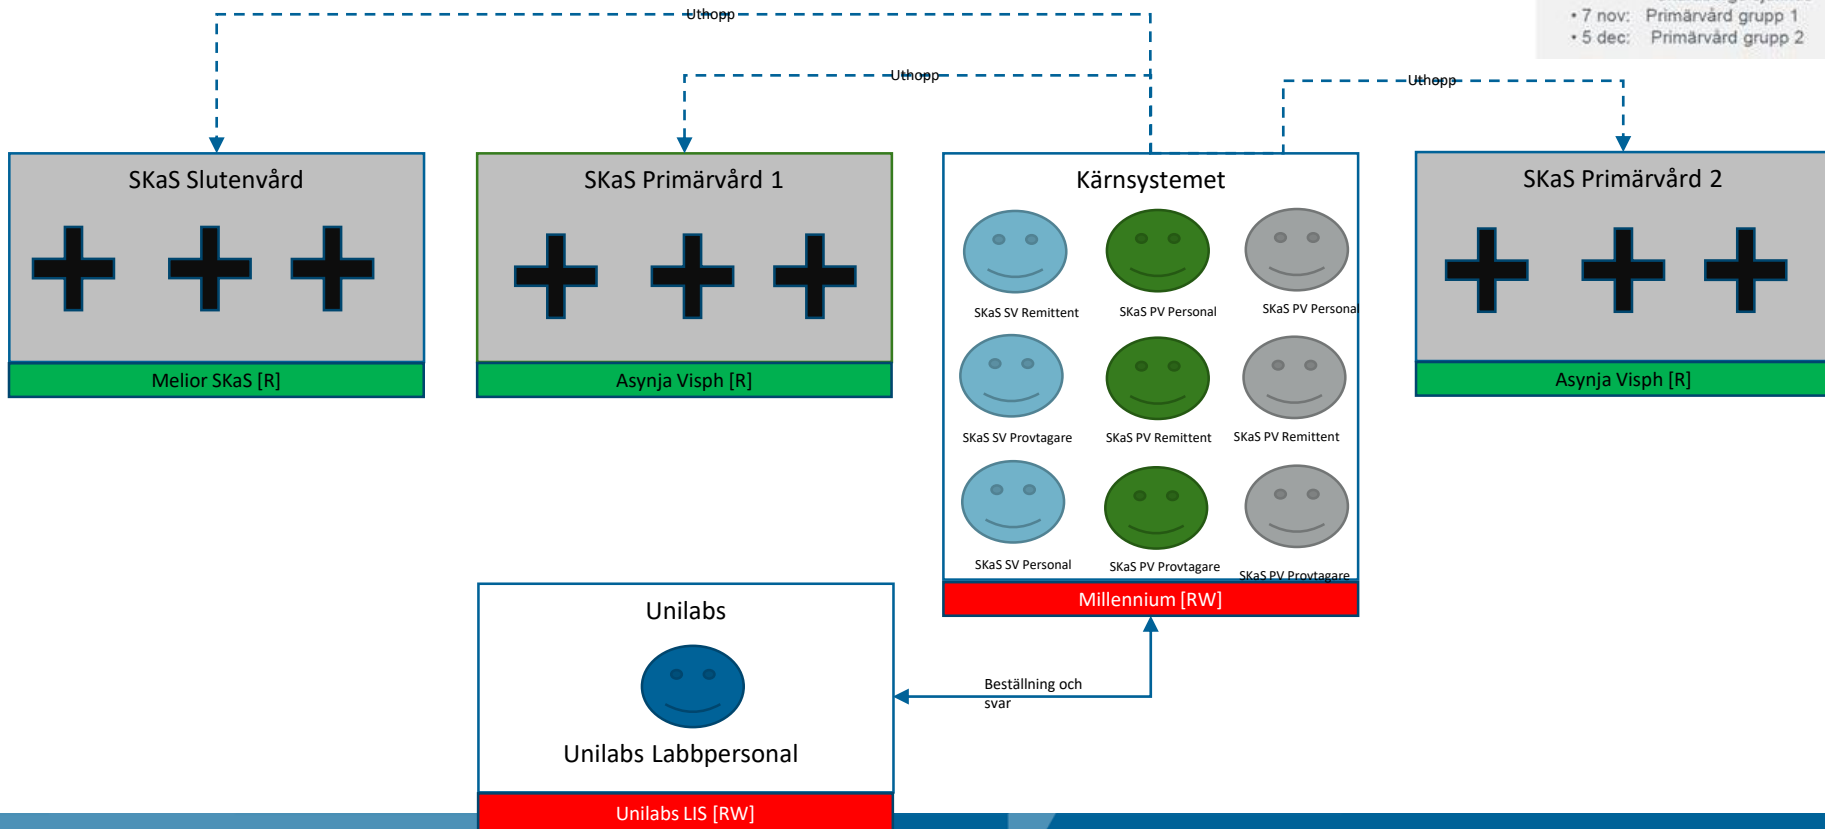 • 7 nov: Primärvård grupp 1
• 5 dec: Primärvård grupp 2
Uthopp
Uthopp
Uthopp
SKaS Slutenvård
Melior SKaS [R]
SKaS Primärvård 1
Asynja Visph [R]
Kärnsystemet
SKaS SV Remittent
SKaS PV Personal
SKaS PV Personal
SKaS SV Provtagare
SKaS PV Remittent
SKaS PV Remittent
SKaS SV Personal
SKaS PV Provtagare
SKaS PV Provtagare
Millennium [RW]
SKaS Primärvård 2
Asynja Visph [R]
Unilabs
Unilabs Labbpersonal
Unilabs LIS [RW]
Beställning och
svar